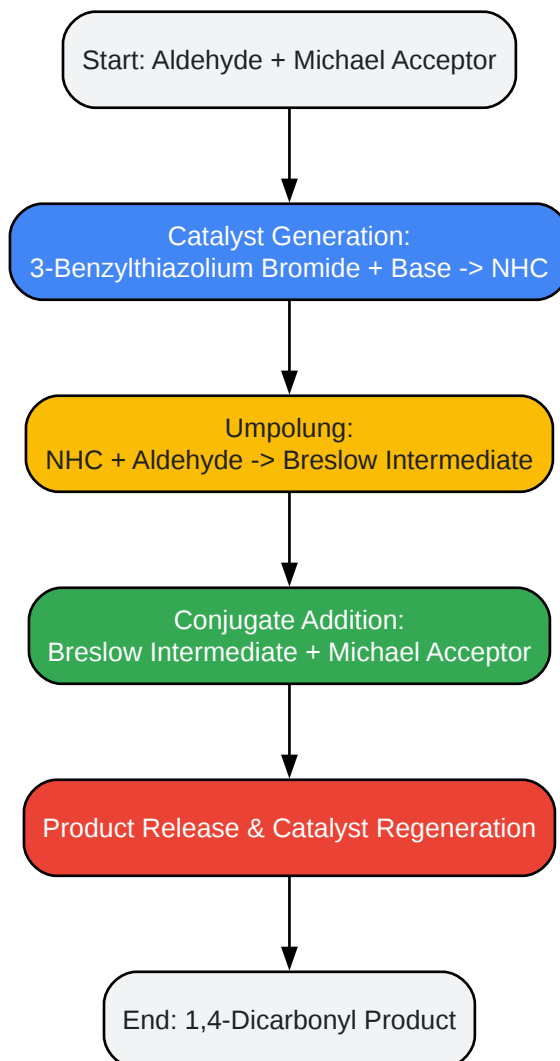 Start: Aldehyde + Michael Acceptor
Catalyst Generation:
3-Benzylthiazolium Bromide + Base -> NHC
Umpolung:
NHC + Aldehyde -> Breslow Intermediate
Conjugate Addition:
Breslow Intermediate + Michael Acceptor
Product Release & Catalyst Regeneration
End: 1,4-Dicarbonyl Product